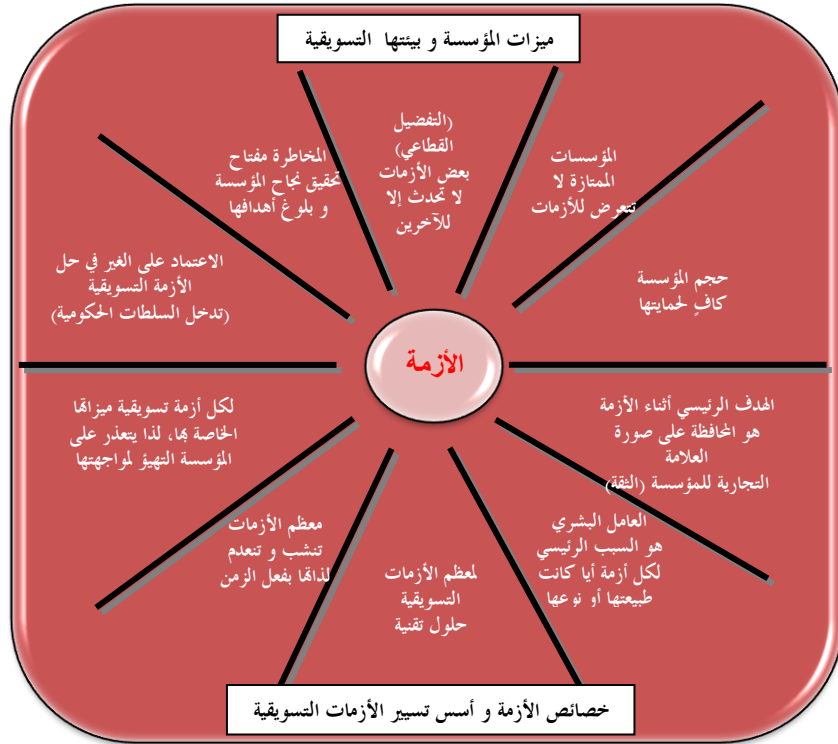 ميزات المؤسسة و بيئتها التسويقية
المؤسسات
الممتازة لا
تتعرض للأزمات
(التفضيل
القطاعي)
بعض الأزمات
لا تحدث إلا
للآخرين
المخاطرة مفتاح
تحقيق نجاح المؤسسة
و بلوغ أهدافها
حجم المؤسسة
كافٍ لحمايتها
الاعتماد على الغير في حل
الأزمة التسويقية
(تدخل السلطات الحكومية)
الأزمة
الهدف الرئيسي أثناء الأزمة
هو المحافظة على صورة
العلامة
التجارية للمؤسسة (الثقة)
لكل أزمة تسويقية ميزاتها
الخاصة بها، لذا يتعذر على
المؤسسة التهيؤ لمواجهتها
العامل البشري
هو السبب الرئيسي
لكل أزمة أيا كانت
طبيعتها أو نوعها
لمعظم الأزمات
التسويقية
حلول تقنية
معظم الأزمات
تنشب و تنعدم
لذاتها بفعل الزمن
خصائص الأزمة و أسس تسيير الأزمات التسويقية